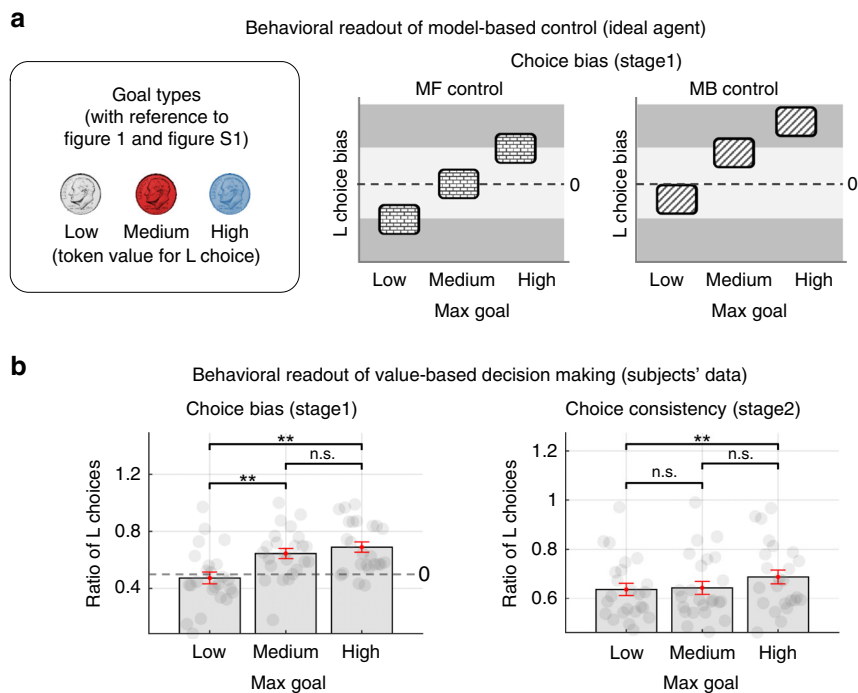 a
Behavioral readout of model-based control (ideal agent)
Goal types
(with reference to
figure 1 and figure S1)
Low Medium High
(token value for L choice)
Choice bias (stage1)
MF control
MB control
L choice bias
0
Low Medium High
Max goal
L choice bias
0
Low Medium High
Max goal
b
Behavioral readout of value-based decision making (subjects' data)
Choice bias (stage1)
Ratio of L choices
1.2
0.8
0.4
**
n.s.
**
0
Low Medium High
Max goal
Choice consistency (stage2)
Ratio of L choices
1.2
1
0.8
0.6
**
n.s.
n.s.
Low Medium High
Max goal